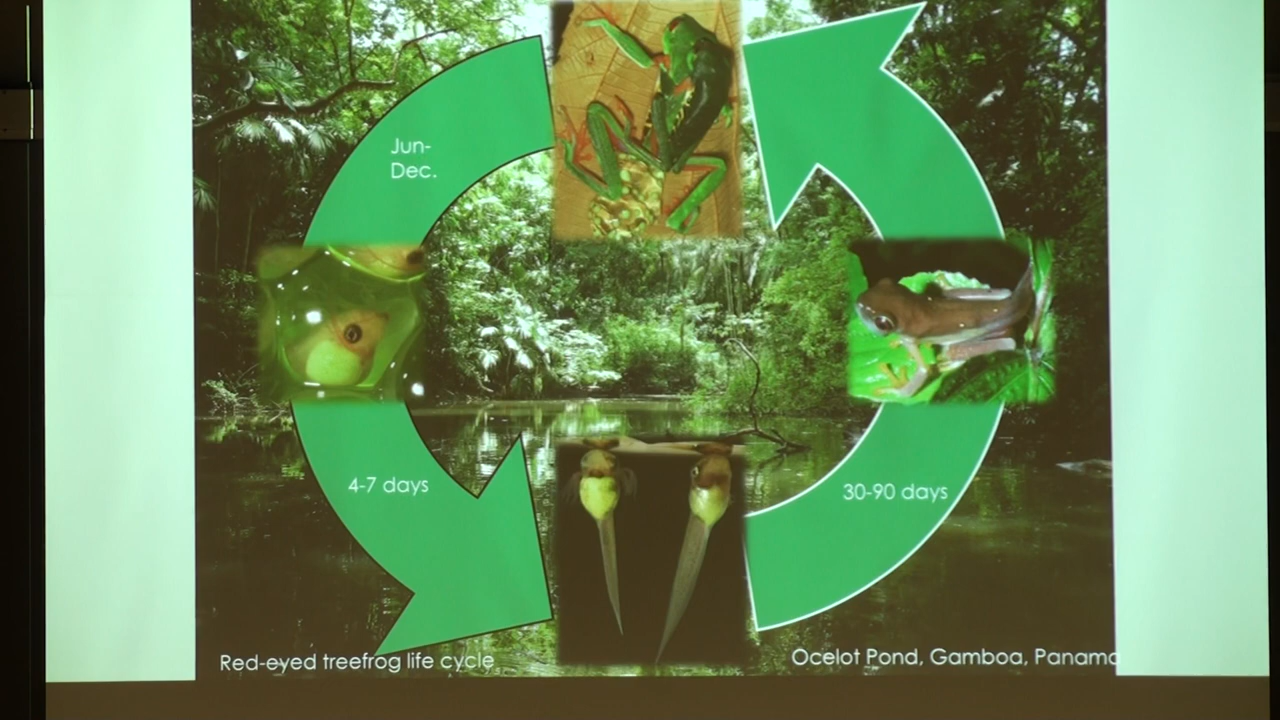 Jun-
Dec.
4-7 days
30-90 days
Red-eyed treefrog life cycle
Ocelot Pond, Gamboa, Panama